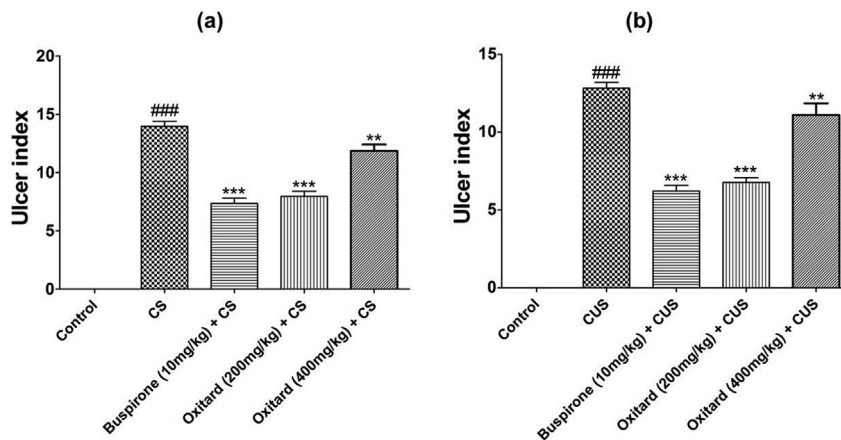 (a)
Ulcer index
20
15
10
5
0
###
***
***
**
Control
CS
Buspirone (10mg/kg) + CS
Oxitard (200mg/kg) + CS
Oxitard (400mg/kg) + CS
(b)
Ulcer index
15
10
5
0
###
***
***
**
Control
CUS
Buspirone (10mg/kg) + CUS
Oxitard (200mg/kg) + CUS
Oxitard (400mg/kg) + CUS